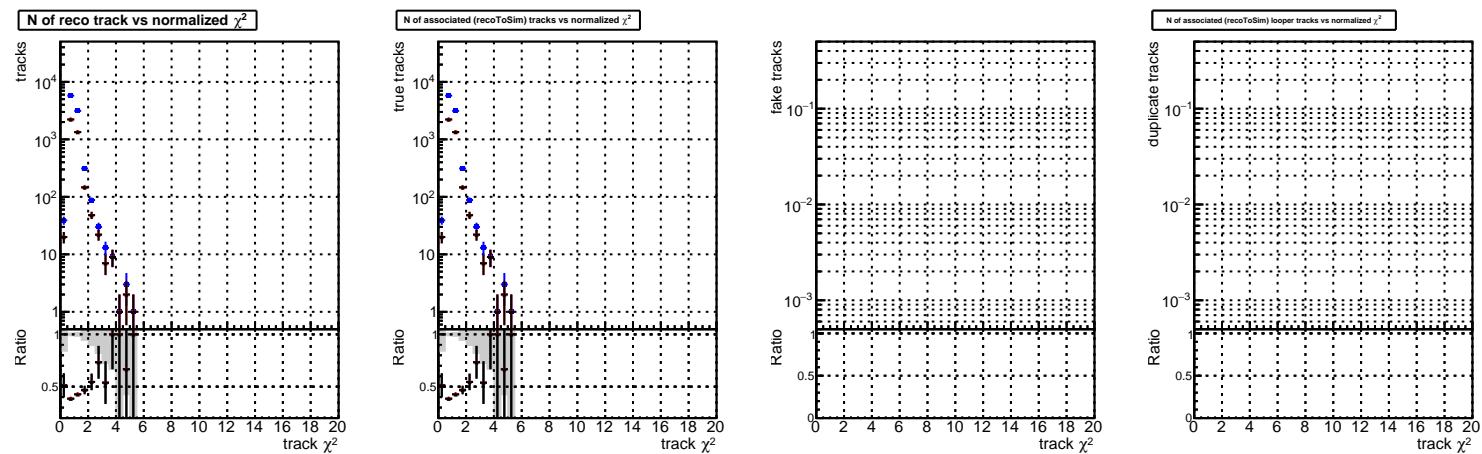 N of reco track vs normalized χ²
tracks
10⁴
10³
10²
10
1
Ratio
1
0.5
0 2 4 6 8 10 12 14 16 18 20
track χ²
N of associated (recoToSim) tracks vs normalized χ²
true tracks
10⁴
10³
10²
10
1
Ratio
1
0.5
0 2 4 6 8 10 12 14 16 18 20
track χ²
fake tracks
10⁻¹
10⁻²
10⁻³
Ratio
1
0.5
0
0 2 4 6 8 10 12 14 16 18 20
track χ²
N of associated (recoToSim) looper tracks vs normalized χ²
duplicate tracks
10⁻¹
10⁻²
10⁻³
Ratio
1
0.5
0
0 2 4 6 8 10 12 14 16 18 20
track χ²